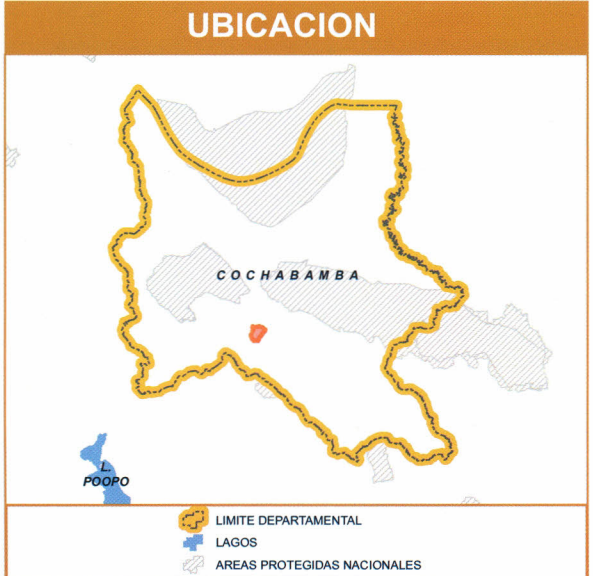 UBICACION
COCHABAMBA
L.
POOPO
LIMITE DEPARTAMENTAL
LAGOS
AREAS PROTEGIDAS NACIONALES